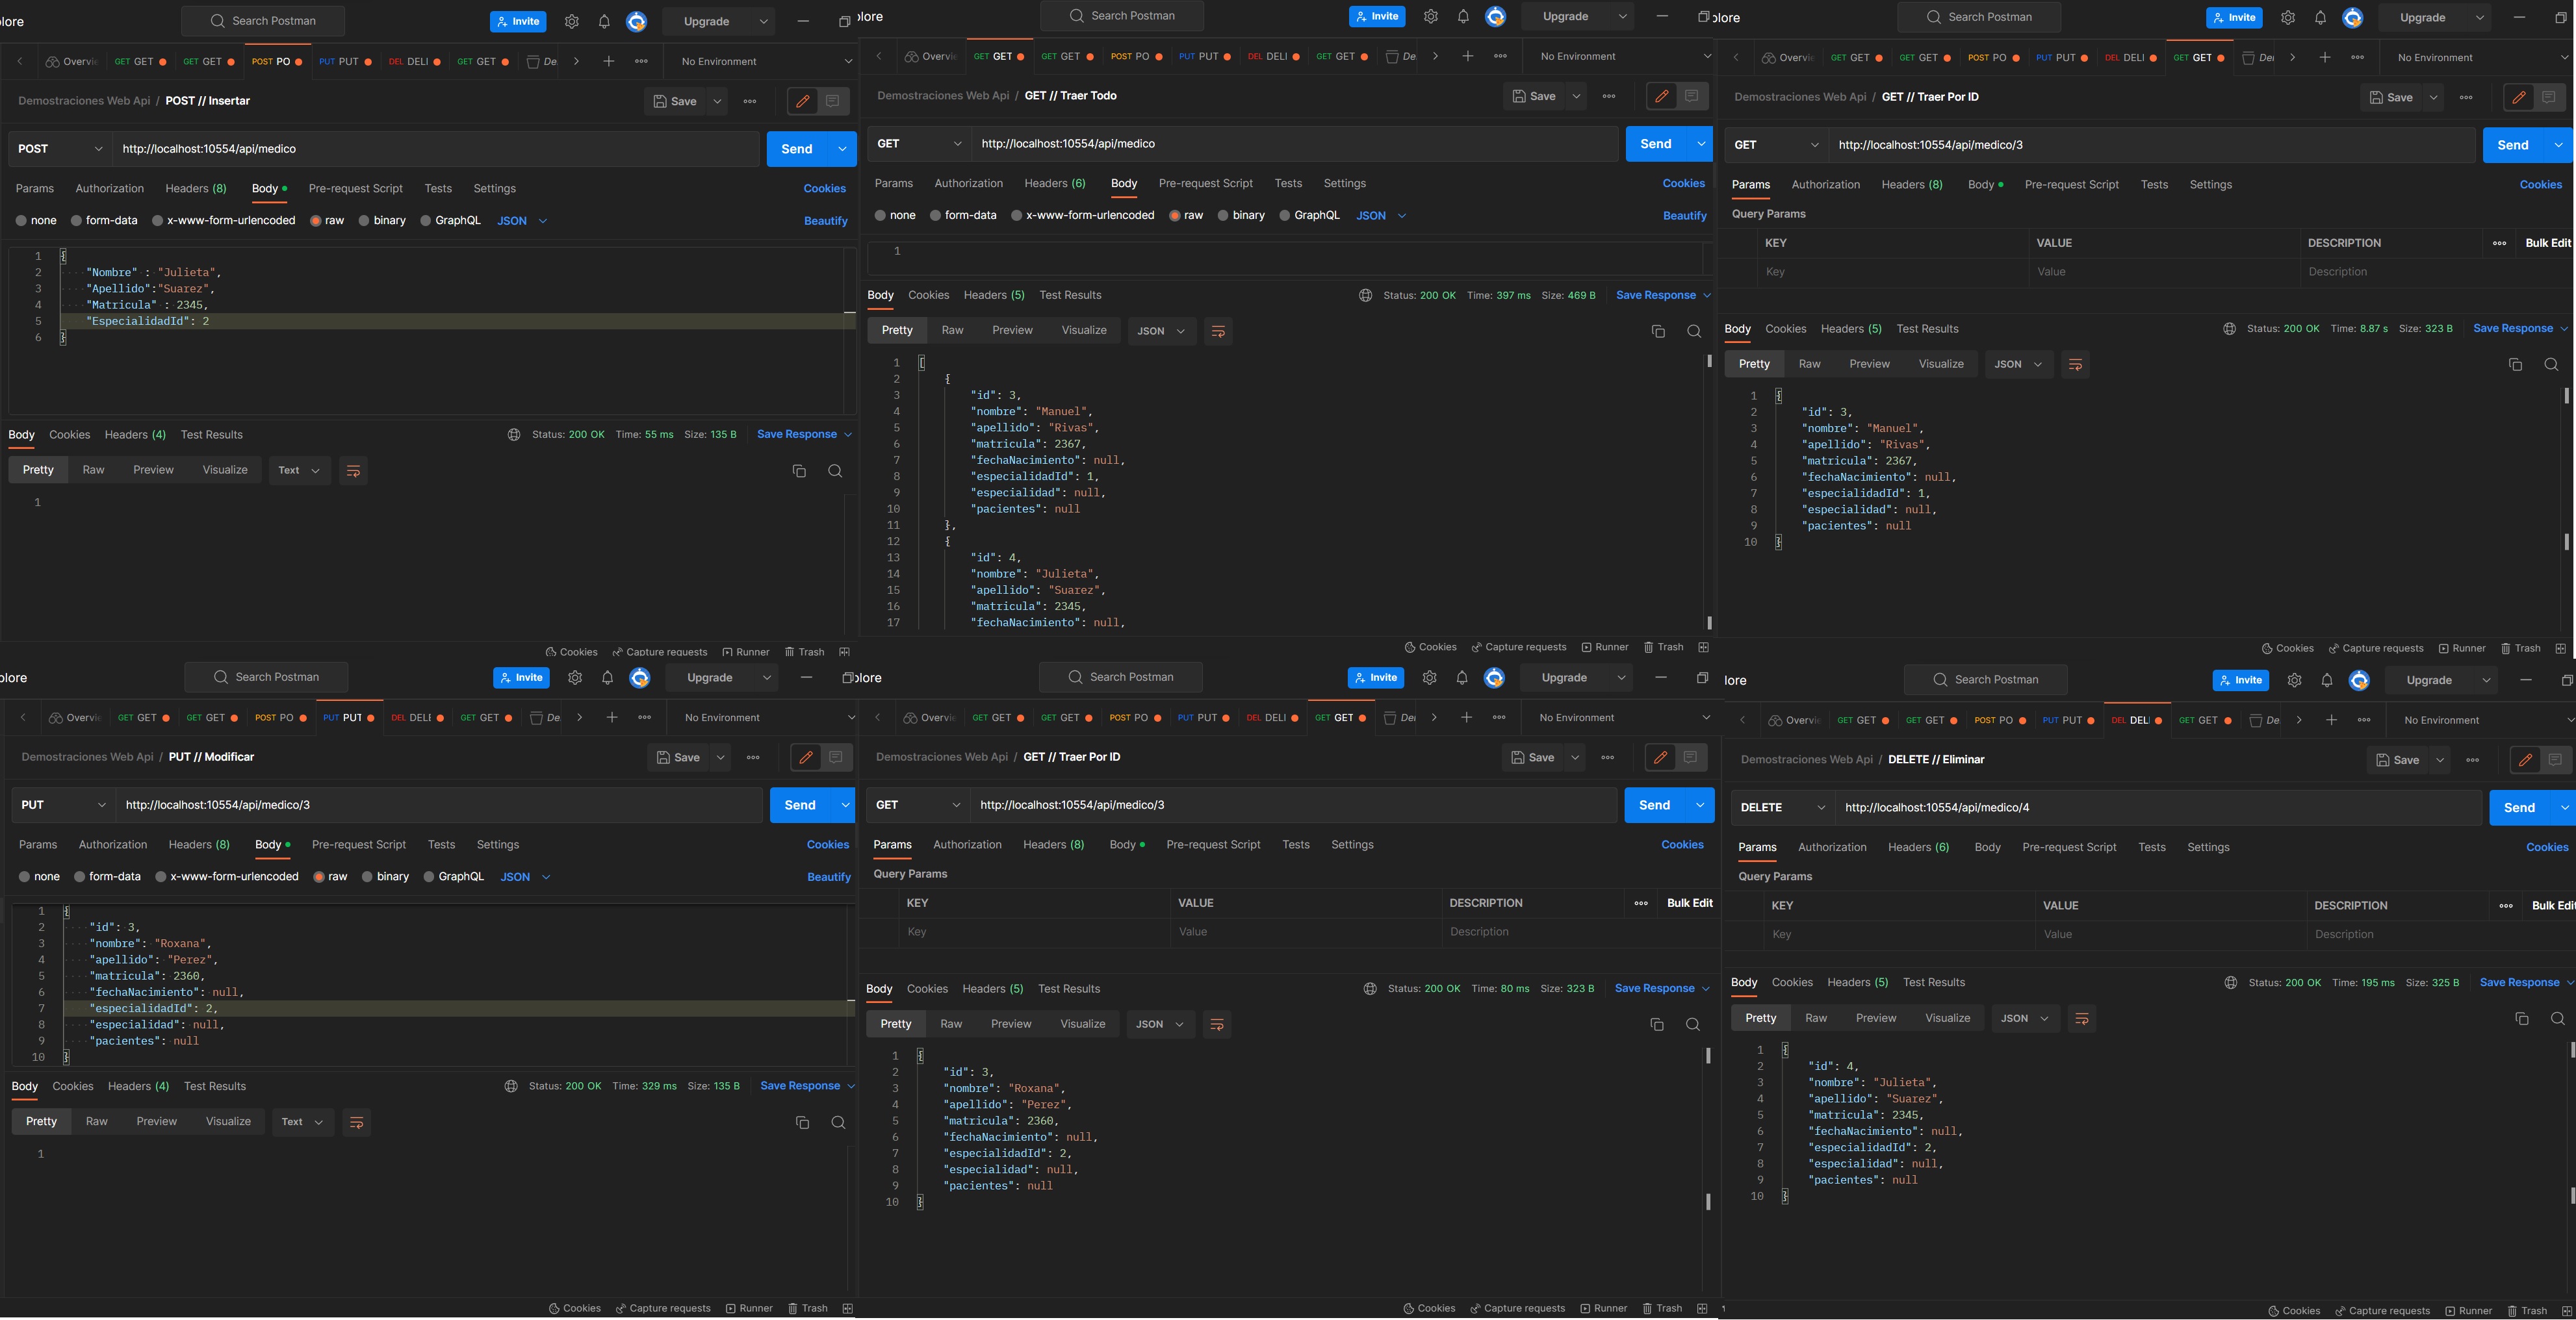 olore
Search Postman
Invite
Upgrade
Overvie
GET GET
GET GET
POST PO
PUT PUT
DEL DELI
GET GET
De
No Environment
Demostraciones Web Api / POST // Insertar
Save
POST
http://localhost:10554/api/medico
Send
Params Authorization Headers (8) Body Pre-request Script Tests Settings Cookies
none form-data x-www-form-urlencoded raw binary GraphQL JSON Beautify
1 {
2 "Nombre" : "Julieta",
3 "Apellido":"Suarez",
4 "Matricula" : 2345,
5 "EspecialidadId": 2
6 }
Body Cookies Headers (4) Test Results Status: 200 OK Time: 55 ms Size: 135 B Save Response
Pretty Raw Preview Visualize Text
1
Cookies Capture requests Runner Trash
olore
Search Postman
Invite
Upgrade
Overvie
GET GET
GET GET
POST PO
PUT PUT
DEL DELI
GET GET
De
No Environment
Demostraciones Web Api / GET // Traer Todo
Save
GET
http://localhost:10554/api/medico
Send
Params Authorization Headers (6) Body Pre-request Script Tests Settings Cookies
none form-data x-www-form-urlencoded raw binary GraphQL JSON Beautify
1
Body Cookies Headers (5) Test Results Status: 200 OK Time: 397 ms Size: 469 B Save Response
Pretty Raw Preview Visualize JSON
1 [
2 {
3 "id": 3,
4 "nombre": "Manuel",
5 "apellido": "Rivas",
6 "matricula": 2367,
7 "fechaNacimiento": null,
8 "especialidadId": 1,
9 "especialidad": null,
10 "pacientes": null
11 },
12 {
13 "id": 4,
14 "nombre": "Julieta",
15 "apellido": "Suarez",
16 "matricula": 2345,
17 "fechaNacimiento": null,
Cookies Capture requests Runner Trash
olore
Search Postman
Invite
Upgrade
Overvie
GET GET
GET GET
POST PO
PUT PUT
DEL DELI
GET GET
Del
No Environment
Demostraciones Web Api / GET // Traer Por ID
Save
GET
http://localhost:10554/api/medico/3
Send
Params Authorization Headers (8) Body Pre-request Script Tests Settings Cookies
Query Params
KEY VALUE DESCRIPTION Bulk Edit
Key Value Description
Body Cookies Headers (5) Test Results Status: 200 OK Time: 8.87 s Size: 323 B Save Response
Pretty Raw Preview Visualize JSON
1 {
2 "id": 3,
3 "nombre": "Manuel",
4 "apellido": "Rivas",
5 "matricula": 2367,
6 "fechaNacimiento": null,
7 "especialidadId": 1,
8 "especialidad": null,
9 "pacientes": null
10 }
Cookies Capture requests Runner Trash
olore
Search Postman
Invite
Upgrade
Overvie
GET GET
GET GET
POST PO
PUT PUT
DEL DELE
GET GET
De
No Environment
Demostraciones Web Api / PUT // Modificar
Save
PUT
http://localhost:10554/api/medico/3
Send
Params Authorization Headers (8) Body Pre-request Script Tests Settings Cookies
none form-data x-www-form-urlencoded raw binary GraphQL JSON Beautify
1 {
2 "id": 3,
3 "nombre": "Roxana",
4 "apellido": "Perez",
5 "matricula": 2360,
6 "fechaNacimiento": null,
7 "especialidadId": 2,
8 "especialidad": null,
9 "pacientes": null
10 }
Body Cookies Headers (4) Test Results Status: 200 OK Time: 329 ms Size: 135 B Save Response
Pretty Raw Preview Visualize Text
1
Cookies Capture requests Runner Trash
olore
Search Postman
Invite
Upgrade
Overvie
GET GET
GET GET
POST PO
PUT PUT
DEL DELI
GET GET
Del
No Environment
Demostraciones Web Api / GET // Traer Por ID
Save
GET
http://localhost:10554/api/medico/3
Send
Params Authorization Headers (8) Body Pre-request Script Tests Settings Cookies
Query Params
KEY VALUE DESCRIPTION Bulk Edit
Key Value Description
Body Cookies Headers (5) Test Results Status: 200 OK Time: 80 ms Size: 323 B Save Response
Pretty Raw Preview Visualize JSON
1 {
2 "id": 3,
3 "nombre": "Roxana",
4 "apellido": "Perez",
5 "matricula": 2360,
6 "fechaNacimiento": null,
7 "especialidadId": 2,
8 "especialidad": null,
9 "pacientes": null
10 }
Cookies Capture requests Runner Trash
lore
Search Postman
Invite
Upgrade
Overvie
GET GET
GET GET
POST PO
PUT PUT
DEL DEL
GET GET
De
No Environment
Demostraciones Web Api / DELETE // Eliminar
Save
DELETE
http://localhost:10554/api/medico/4
Send
Params Authorization Headers (6) Body Pre-request Script Tests Settings Cookies
Query Params
KEY VALUE DESCRIPTION Bulk Edit
Key Value Description
Body Cookies Headers (5) Test Results Status: 200 OK Time: 195 ms Size: 325 B Save Response
Pretty Raw Preview Visualize JSON
1 {
2 "id": 4,
3 "nombre": "Julieta",
4 "apellido": "Suarez",
5 "matricula": 2345,
6 "fechaNacimiento": null,
7 "especialidadId": 2,
8 "especialidad": null,
9 "pacientes": null
10 }
Cookies Capture requests Runner Trash